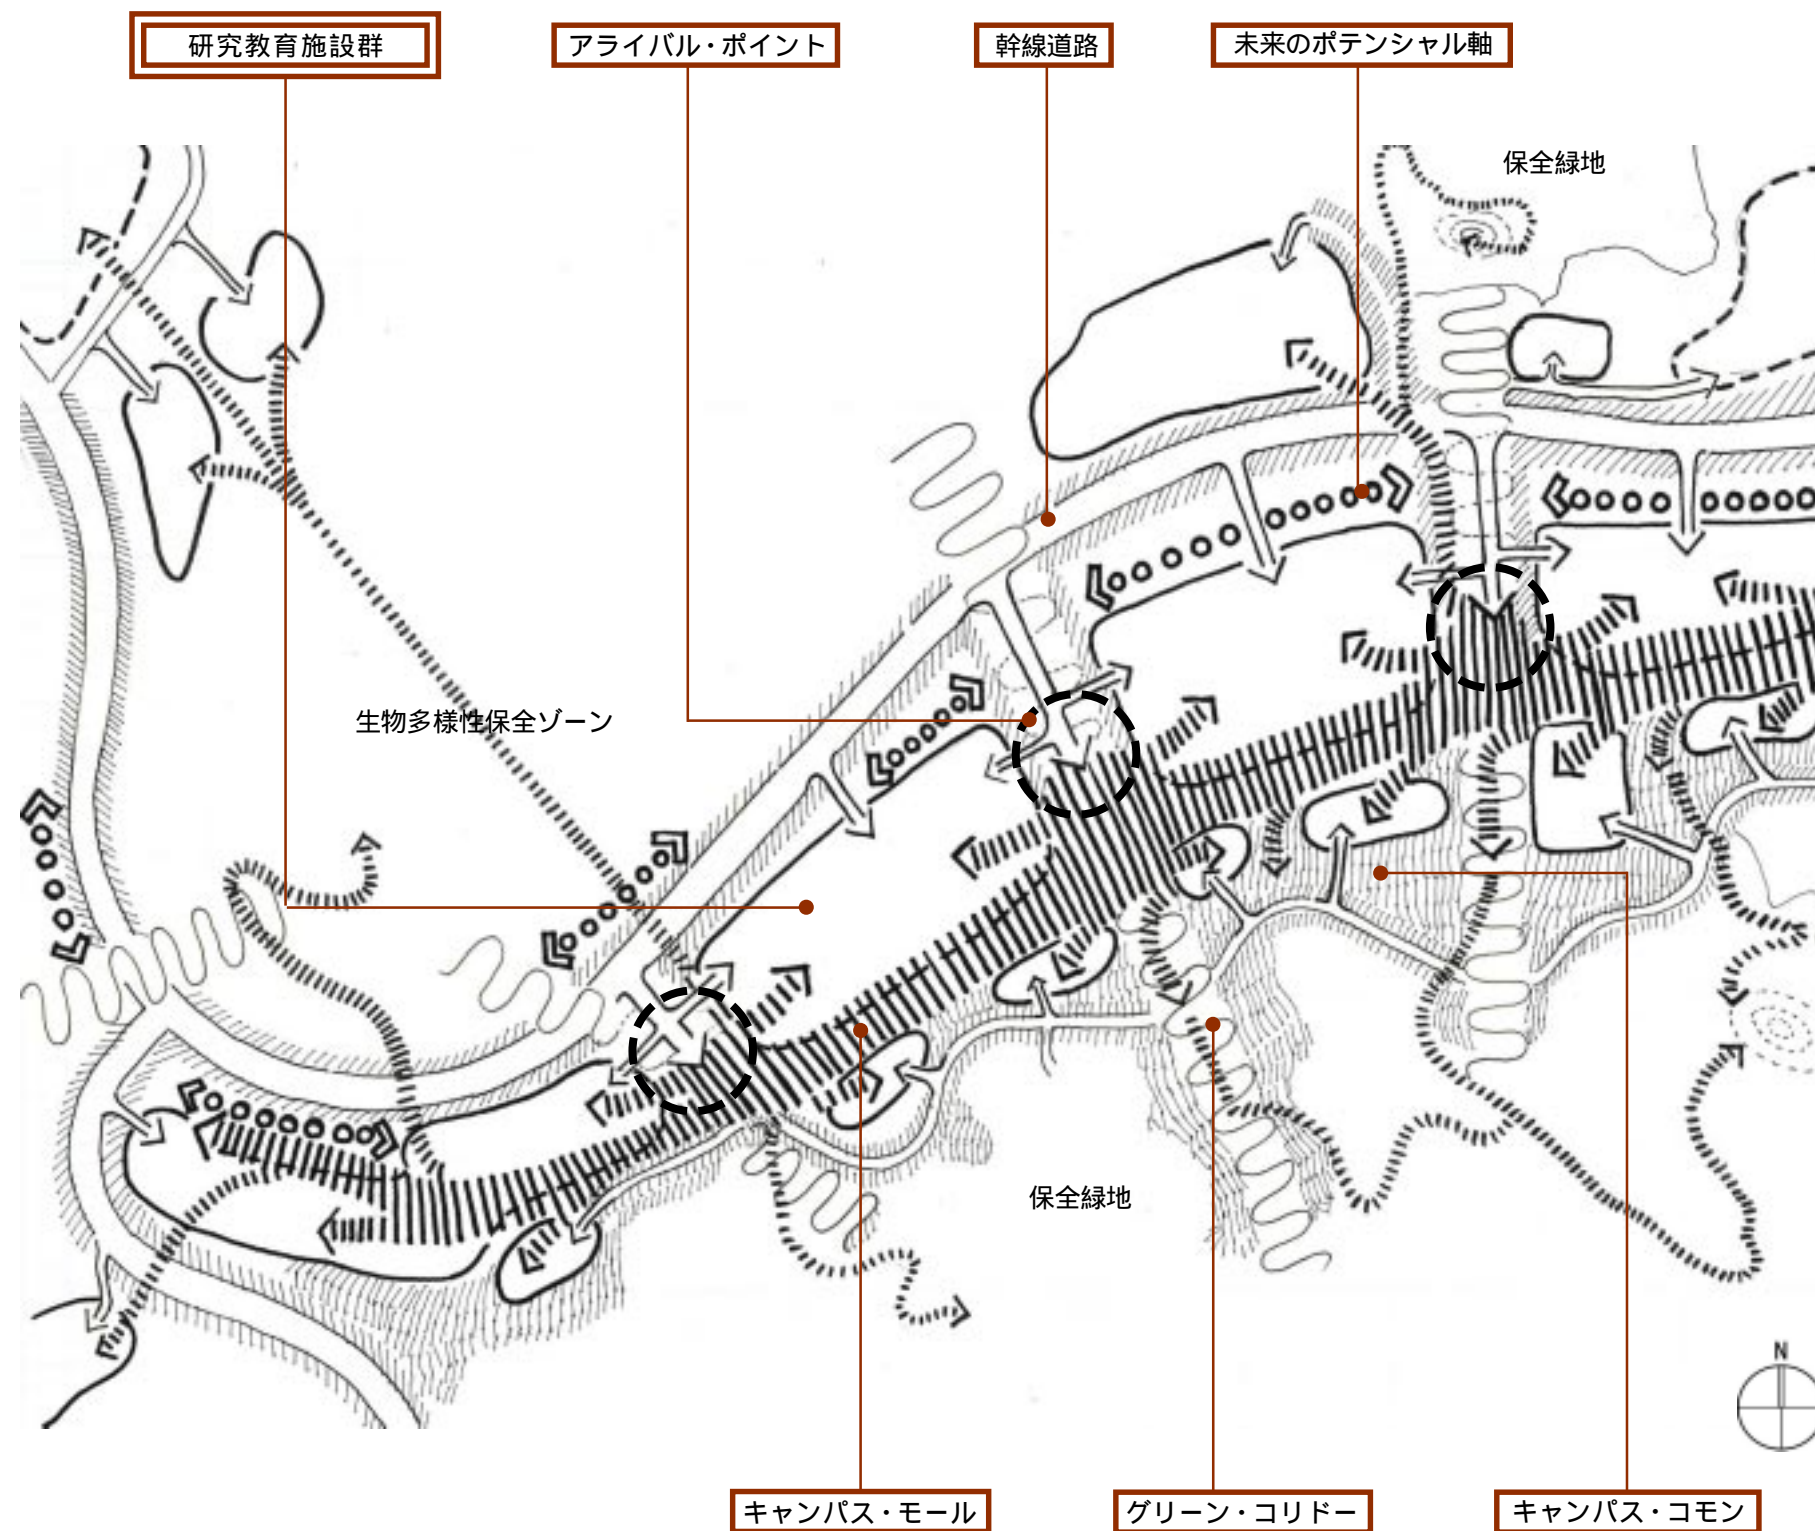 研究教育施設群
アライバル・ポイント
幹線道路
未来のポテンシャル軸
保全緑地
生物多様性保全ゾーン
保全緑地
N
キャンパス・モール
グリーン・コリドー
キャンパス・コモン